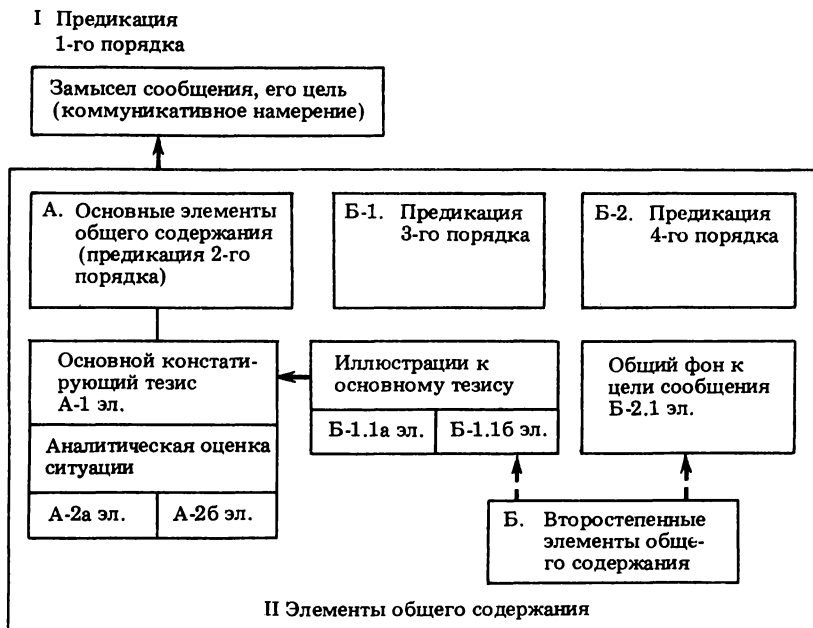 I Предикация
1-го порядка
Замысел сообщения, его цель
(коммуникативное намерение)
А. Основные элементы
общего содержания
(предикация 2-го
порядка)
Б-1. Предикация
3-го порядка
Б-2. Предикация
4-го порядка
Основной констати-
рующий тезис
А-1 эл.
Аналитическая оценка
ситуации
А-2а эл.
А-2б эл.
Иллюстрации к
основному тезису
Б-1.1а эл.
Б-1.1б эл.
Общий фон к
цели сообщения
Б-2.1 эл.
Б. Второстепенные
элементы обще-
го содержания
II Элементы общего содержания